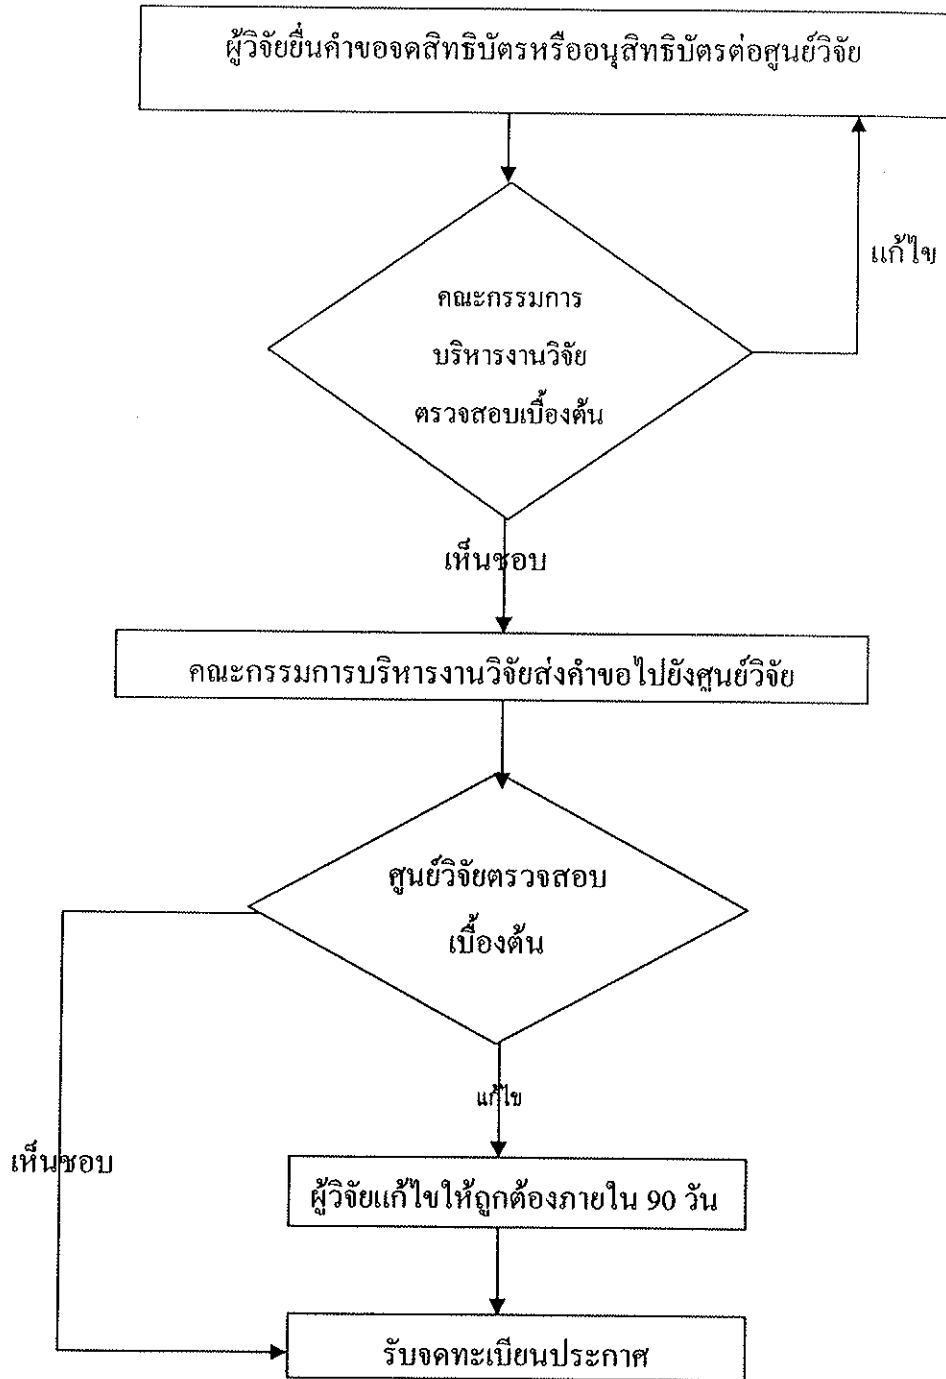 ผู้วิจัยยื่นคำขอจดสิทธิบัตรหรืออนุสิทธิบัตรต่อศูนย์วิจัย
แก้ไข
คณะกรรมการ
บริหารงานวิจัย
ตรวจสอบเบื้องต้น
เห็นชอบ
คณะกรรมการบริหารงานวิจัยส่งคำขอไปยังศูนย์วิจัย
ศูนย์วิจัยตรวจสอบ
เบื้องต้น
แก้ไข
เห็นชอบ
ผู้วิจัยแก้ไขให้ถูกต้องภายใน 90 วัน
รับจดทะเบียนประกาศ